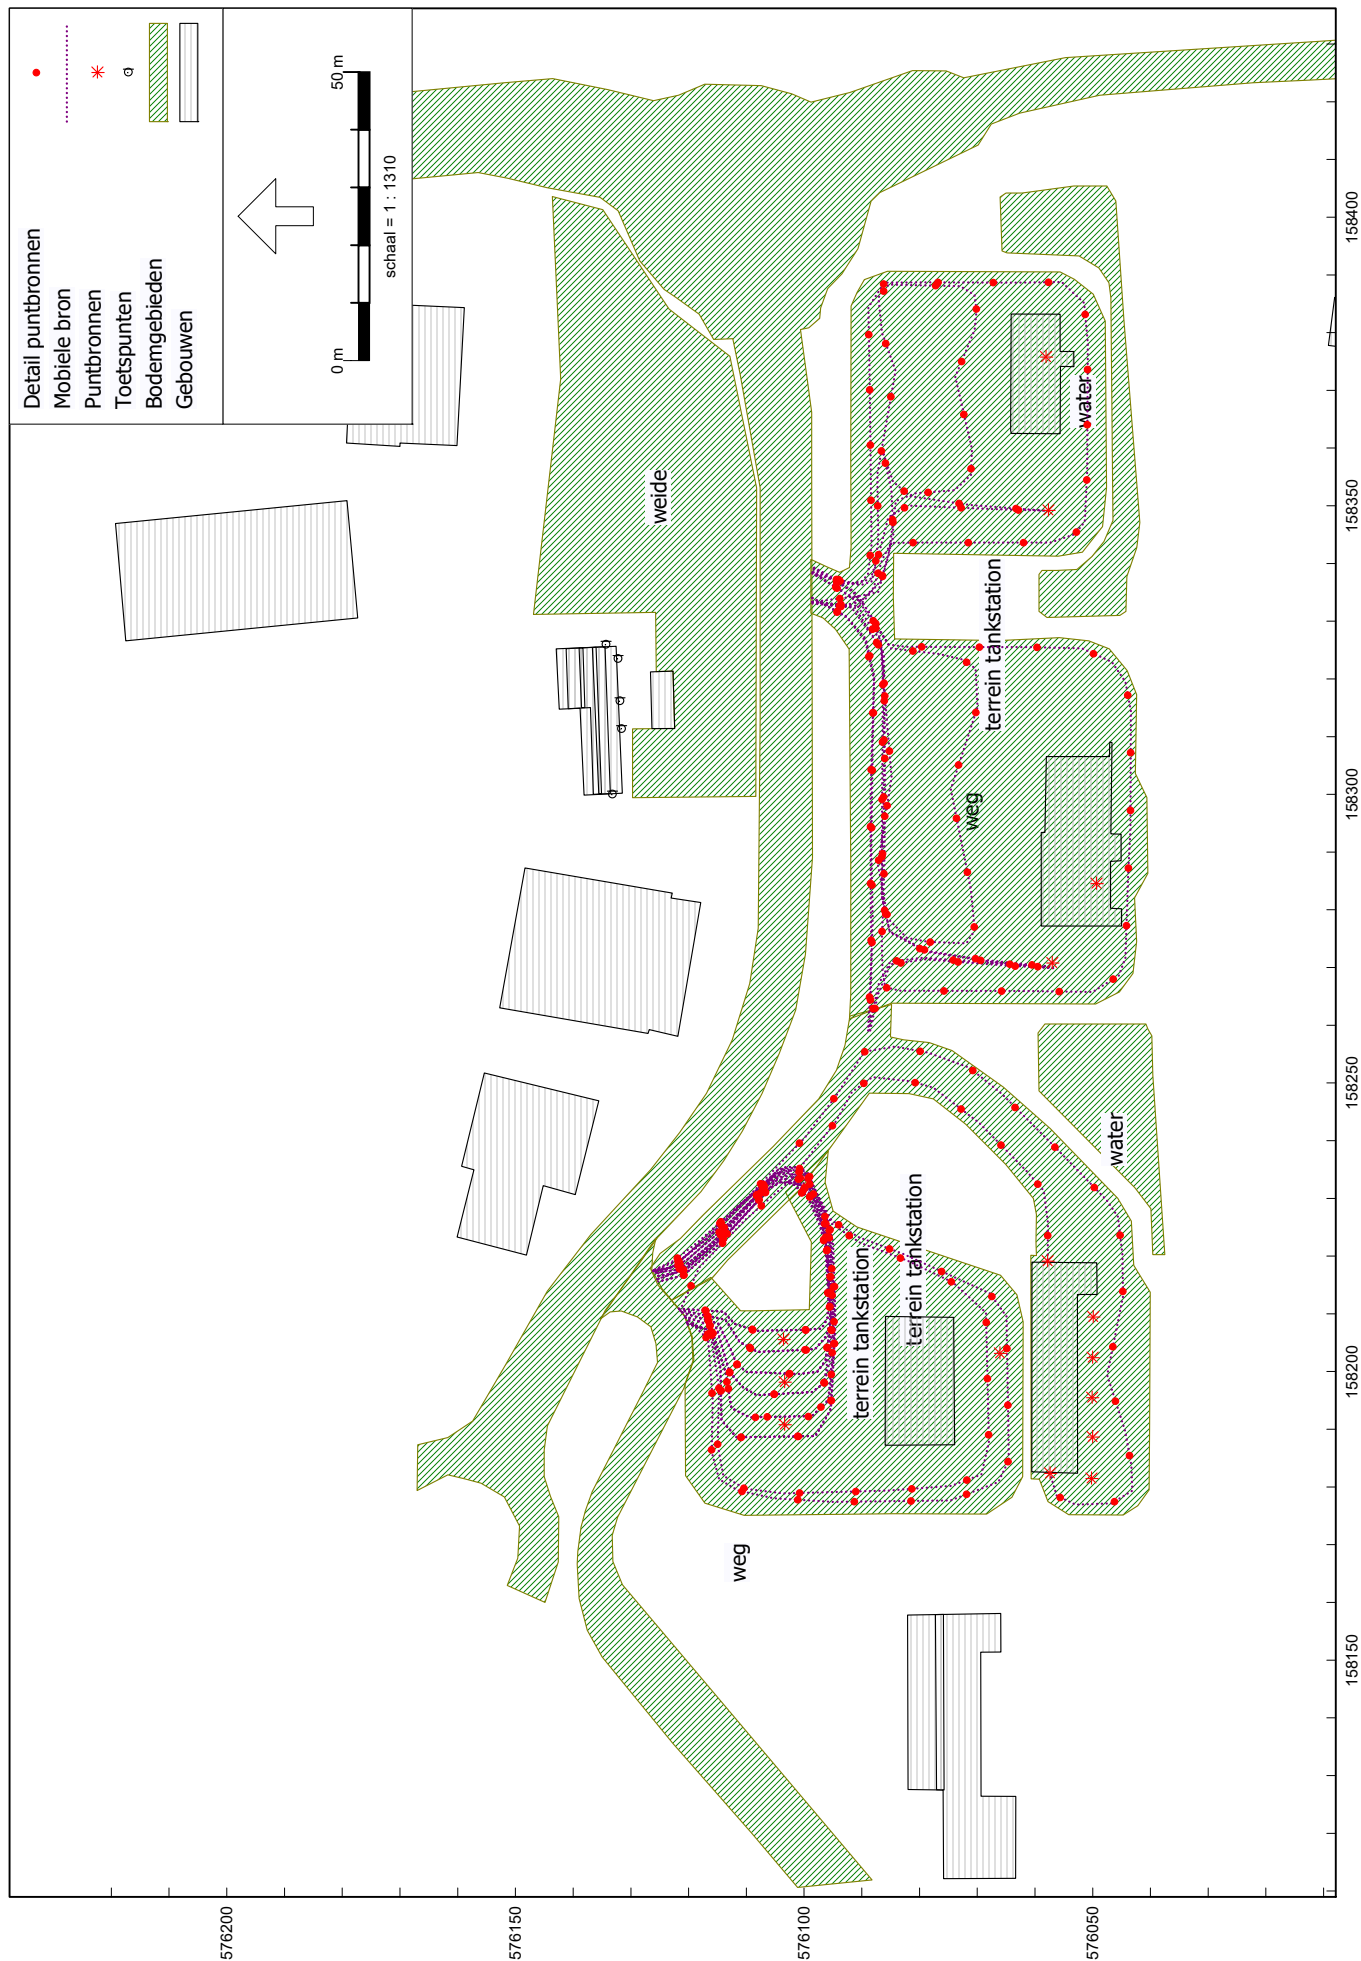 Detail puntbronnen
Mobiele bron
Puntbronnen
Toetspunten
Bodemgebieden
Gebouwen
0 m
50 m
schaal = 1 : 1310
weide
water
terrein tankstation
weg
water
terrein tankstation
terrein tankstation
weg
576200
576150
576100
576050
158150
158200
158250
158300
158350
158400